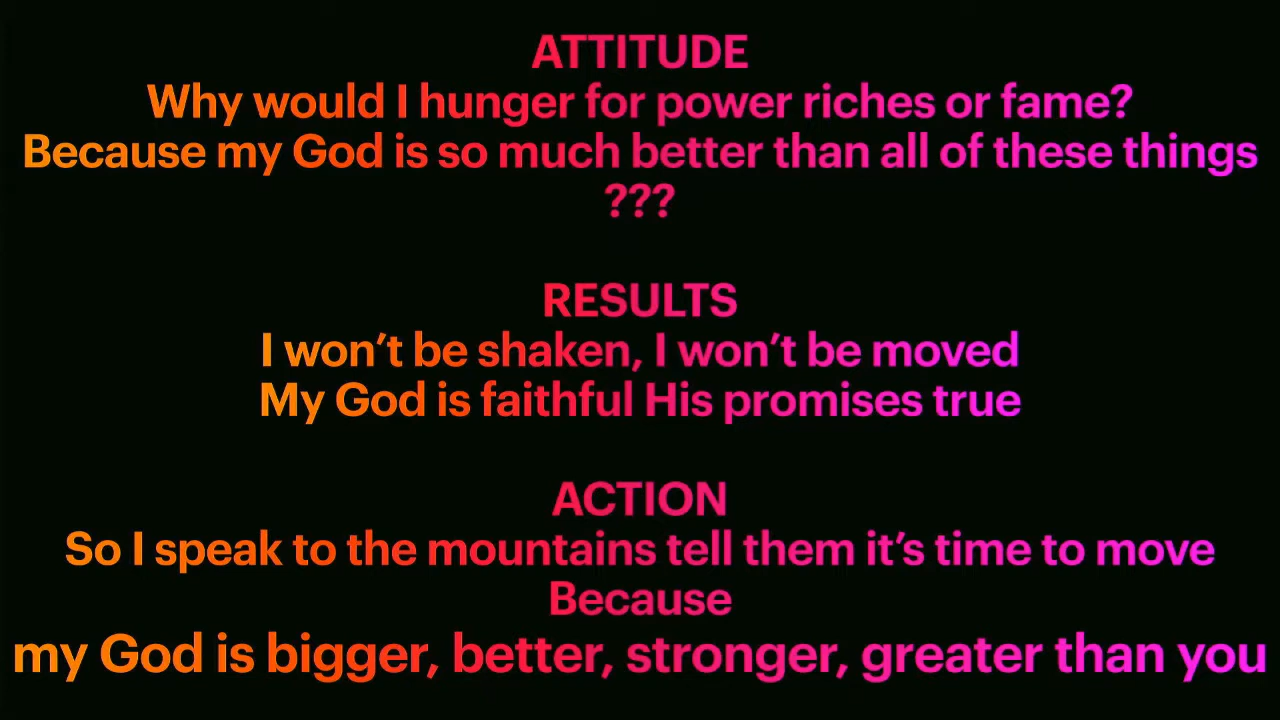 ATTITUDE
Why would I hunger for power riches or fame?
Because my God is so much better than all of these things
???
RESULTS
I won’t be shaken, I won’t be moved
My God is faithful His promises true
ACTION
So I speak to the mountains tell them it’s time to move
Because
my God is bigger, better, stronger, greater than you